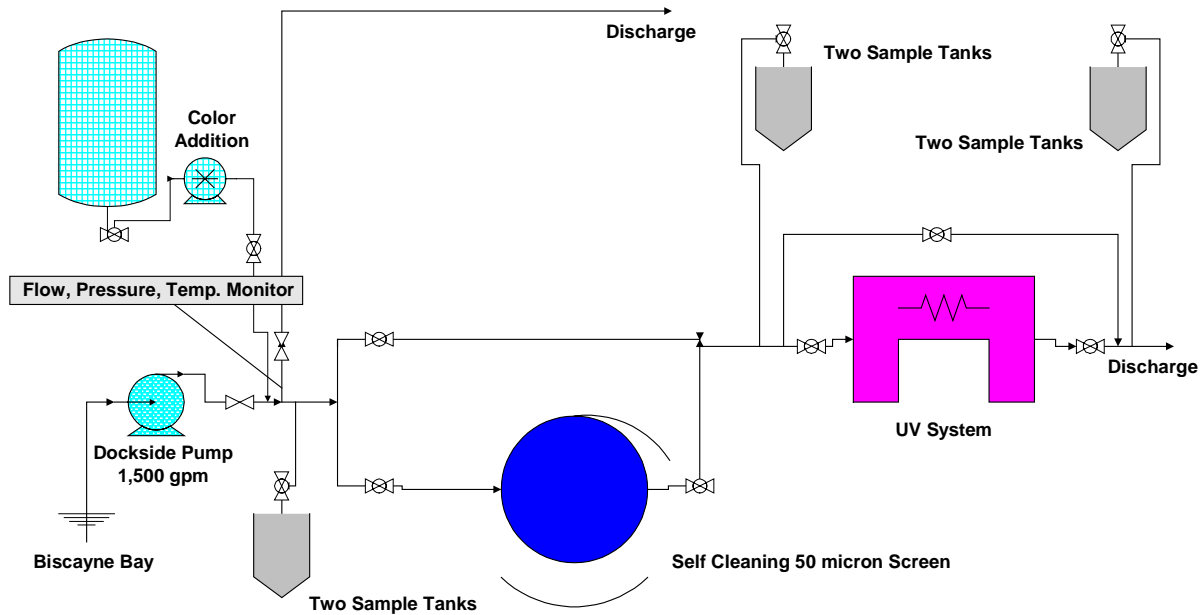 Discharge
Two Sample Tanks
Color
Addition
Two Sample Tanks
Flow, Pressure, Temp. Monitor
Discharge
UV System
Dockside Pump
1,500 gpm
Biscayne Bay
Self Cleaning 50 micron Screen
Two Sample Tanks